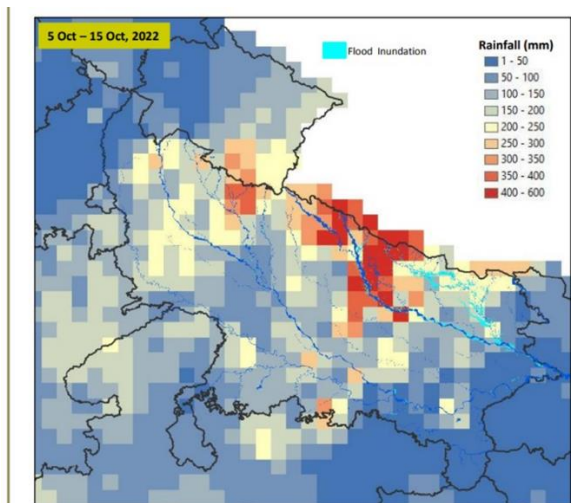 5 Oct – 15 Oct, 2022
Flood Inundation
Rainfall (mm)
1 - 50
50 - 100
100 - 150
150 - 200
200 - 250
250 - 300
300 - 350
350 - 400
400 - 600